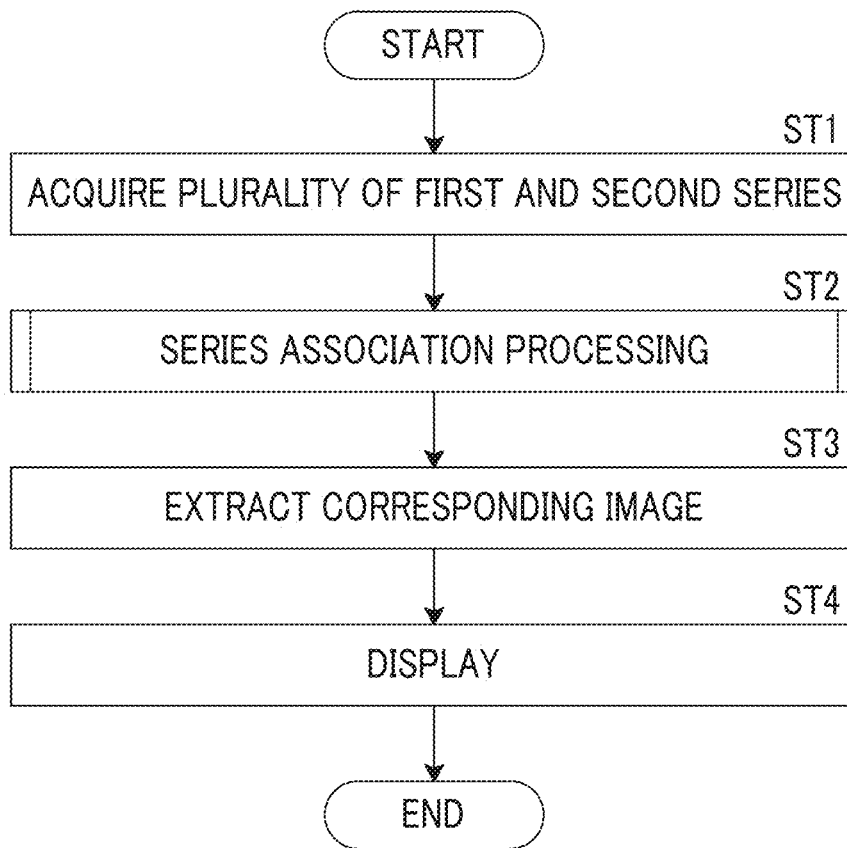 START
ST1
ACQUIRE PLURALITY OF FIRST AND SECOND SERIES
ST2
SERIES ASSOCIATION PROCESSING
ST3
EXTRACT CORRESPONDING IMAGE
ST4
DISPLAY
END